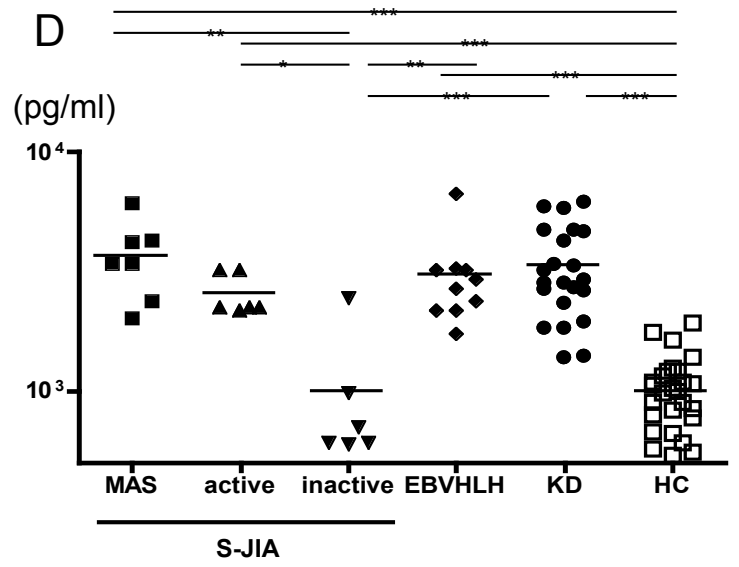 D
***
**
***
*
**
***
***
***
(pg/ml)
10⁴
10³
MAS active inactive EBVHLH KD HC
S-JIA